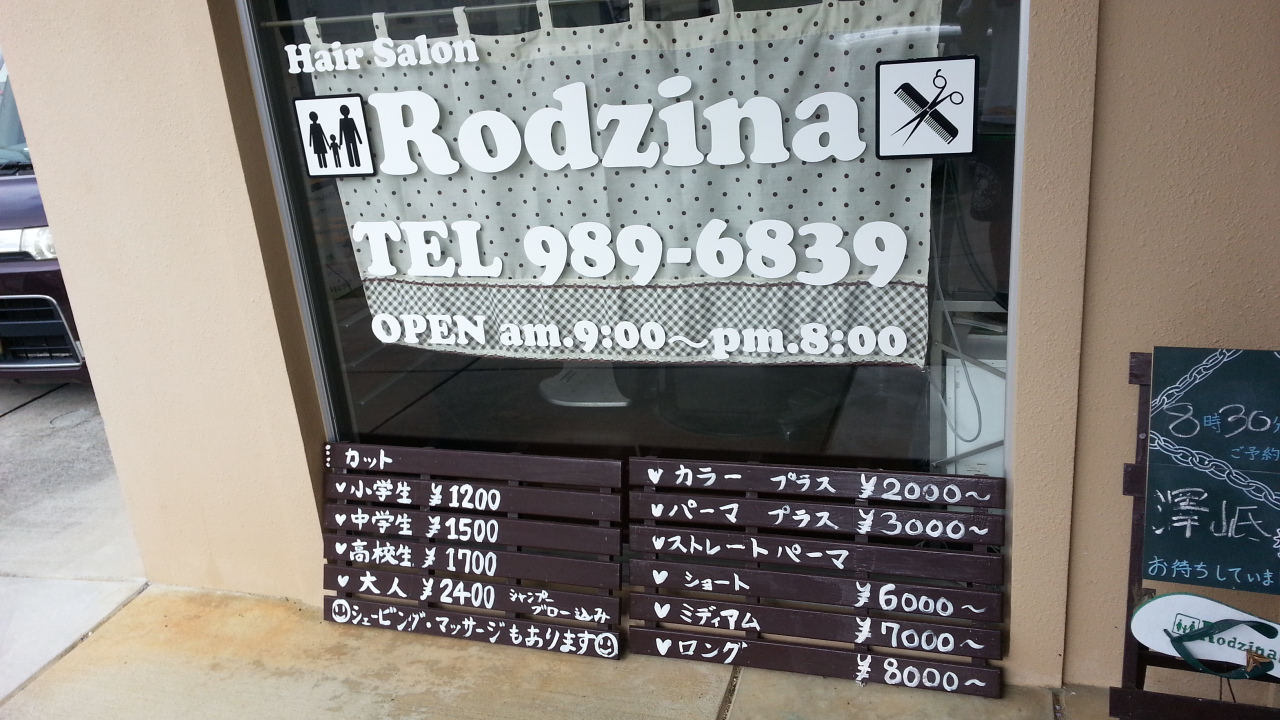 Hair Salon
Rodzina
TEL 989-6839
OPEN am.9:00～pm.8:00
カット
♥小学生 ¥1200
♥中学生 ¥1500
♥高校生 ¥1700
♥大人 ¥2400 シャンプー ブロー込み
☺シェービング・マッサージもあります☺
♥カラー プラス ¥2000～
♥パーマ プラス ¥3000～
♥ストレートパーマ
♥ショート ¥6000～
♥ミディアム ¥7000～
♥ロング ¥8000～
8時30分
ご予約
お待ちしていま
Rodzina